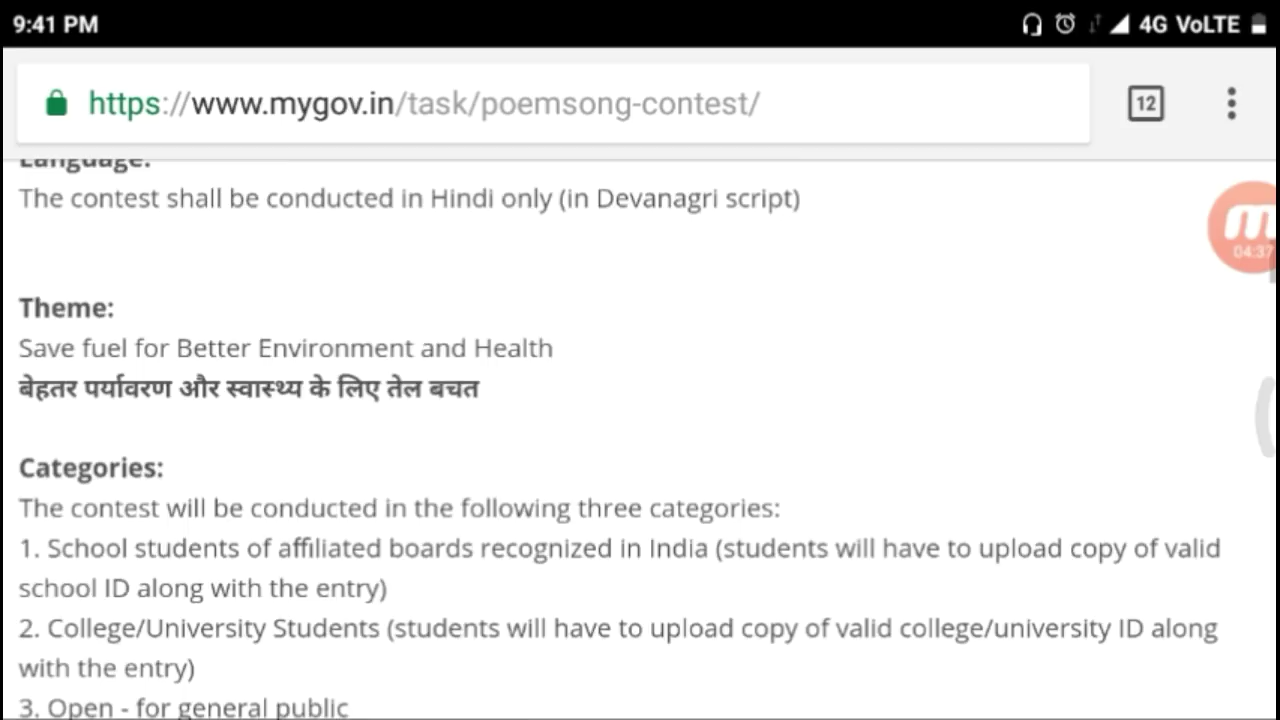 9:41 PM
4G VoLTE
https://www.mygov.in/task/poemsong-contest/
12
Language:
The contest shall be conducted in Hindi only (in Devanagri script)
04:37
Theme:
Save fuel for Better Environment and Health
बेहतर पर्यावरण और स्वास्थ्य के लिए तेल बचत
Categories:
The contest will be conducted in the following three categories:
1. School students of affiliated boards recognized in India (students will have to upload copy of valid
school ID along with the entry)
2. College/University Students (students will have to upload copy of valid college/university ID along
with the entry)
3. Open - for general public